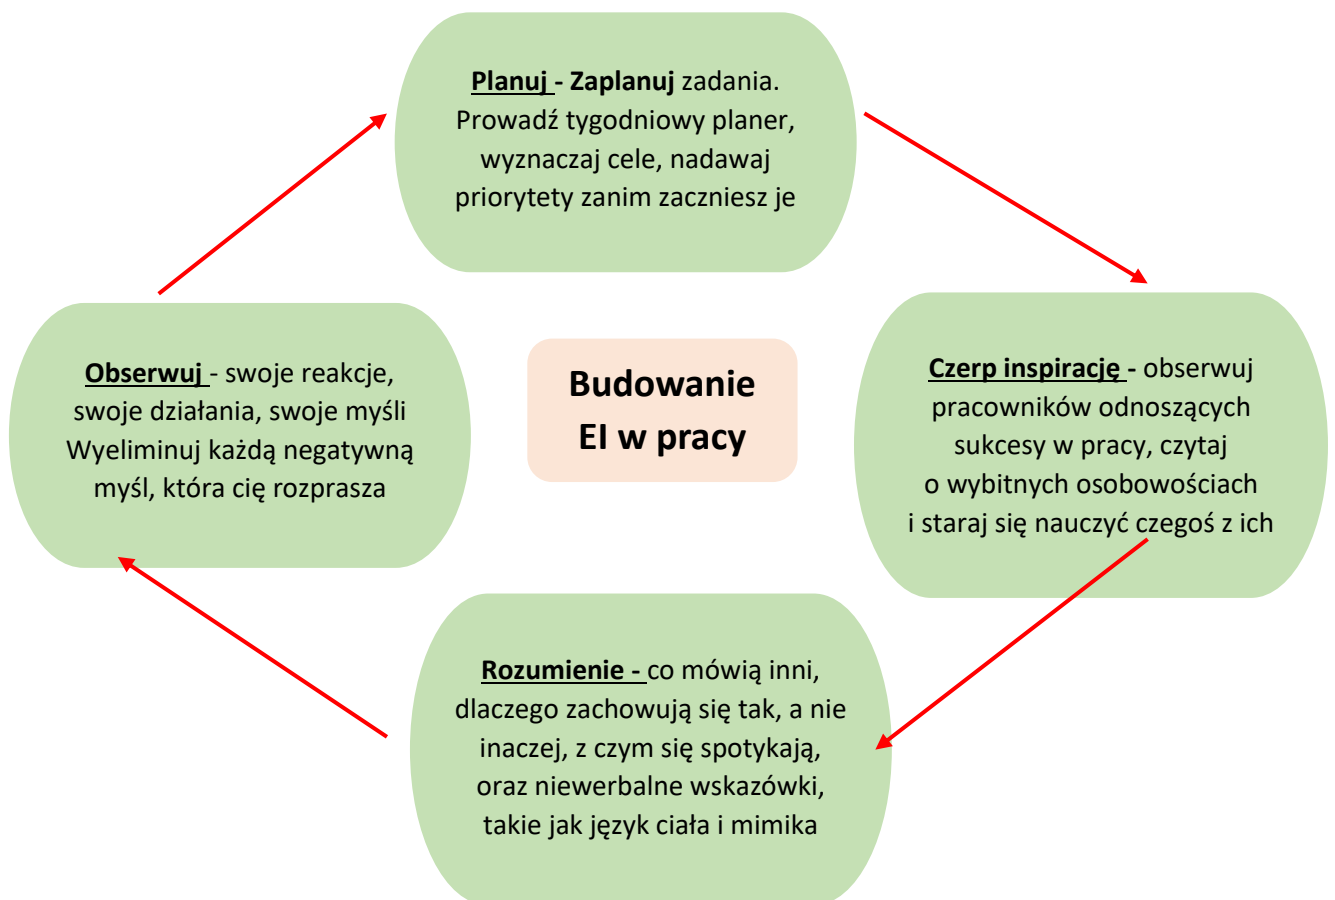 Planuj - Zaplanuj zadania.
Prowadź tygodniowy planer,
wyznaczaj cele, nadawaj
priorytety zanim zaczniesz je
Czerp inspirację - obserwuj
pracowników odnoszących
sukcesy w pracy, czytaj
o wybitnych osobowościach
i staraj się nauczyć czegoś z ich
Rozumienie - co mówią inni,
dlaczego zachowują się tak, a nie
inaczej, z czym się spotykają,
oraz niewerbalne wskazówki,
takie jak język ciała i mimika
Obserwuj - swoje reakcje,
swoje działania, swoje myśli
Wyeliminuj każdą negatywną
myśl, która cię rozprasza
Budowanie
EI w pracy